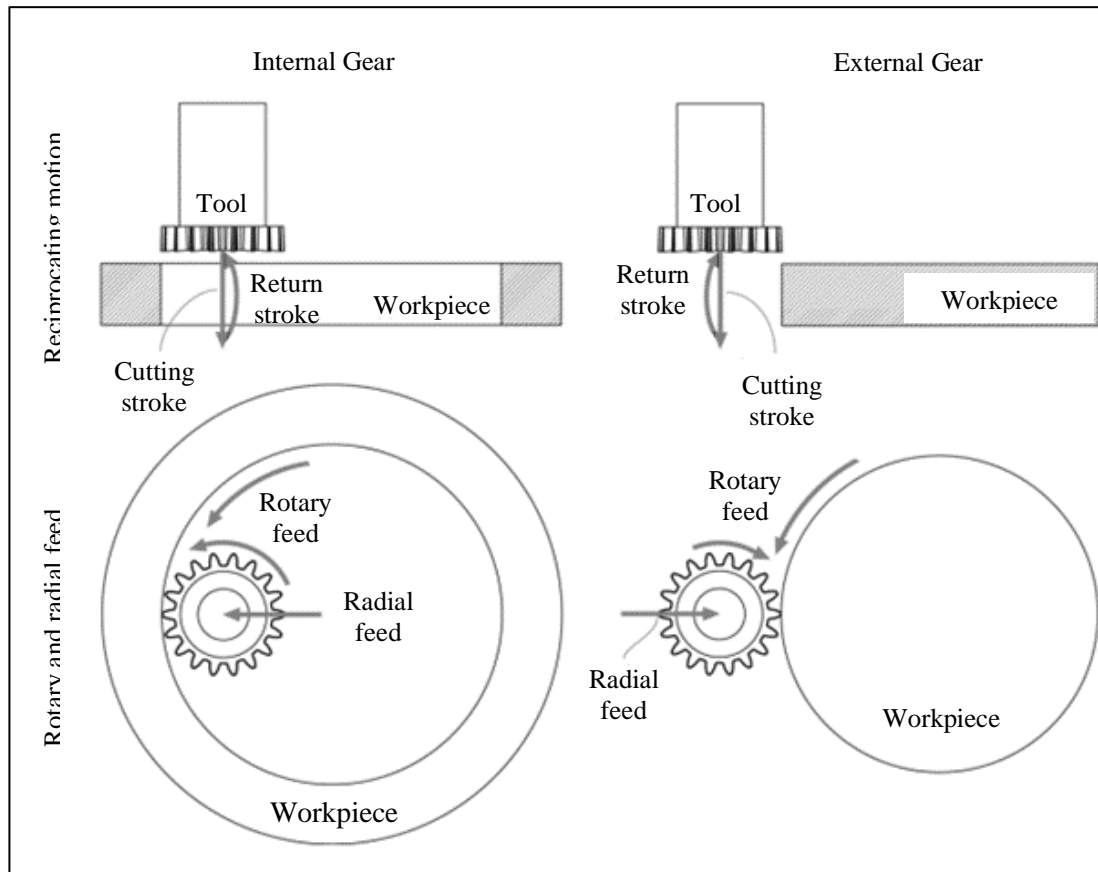 Internal Gear
External Gear
Reciprocating motion
Tool
Return
stroke
Workpiece
Cutting
stroke
Tool
Return
stroke
Workpiece
Cutting
stroke
Rotary and radial feed
Rotary
feed
Radial
feed
Workpiece
Rotary
feed
Radial
feed
Workpiece